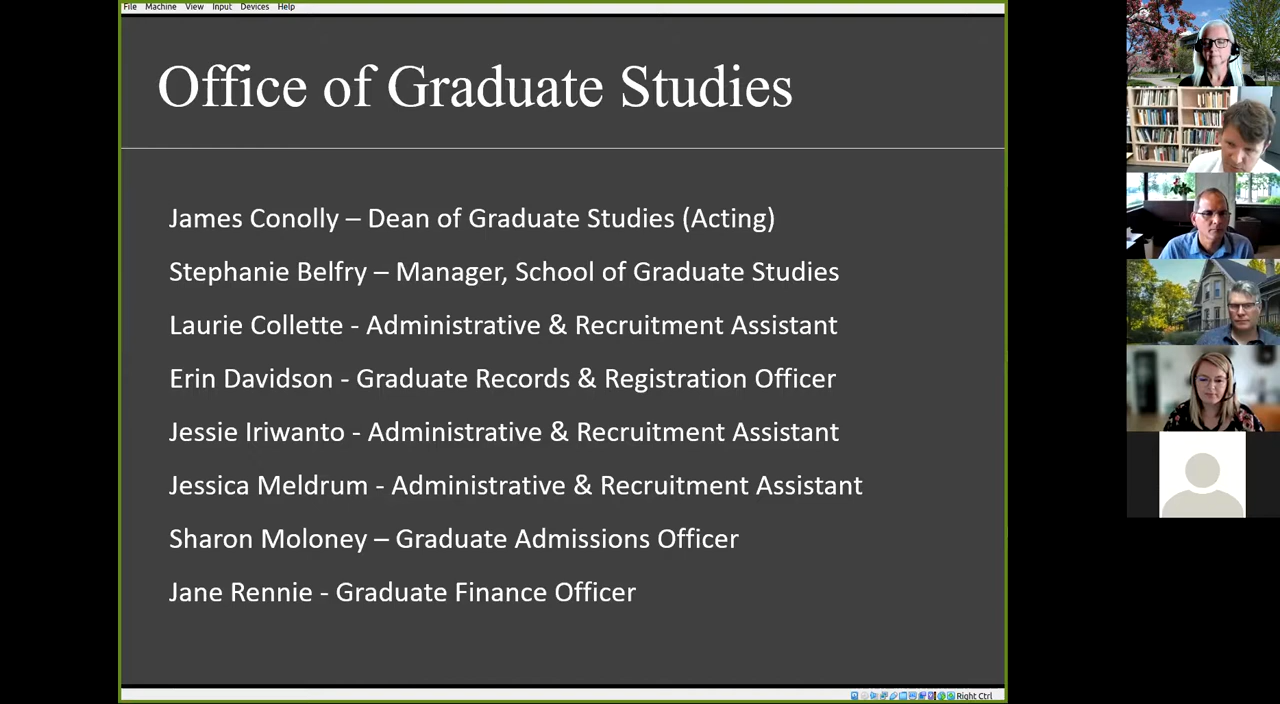 File Machine View Input Devices Help
Office of Graduate Studies
James Conolly – Dean of Graduate Studies (Acting)
Stephanie Belfry – Manager, School of Graduate Studies
Laurie Collette - Administrative & Recruitment Assistant
Erin Davidson - Graduate Records & Registration Officer
Jessie Iriwanto - Administrative & Recruitment Assistant
Jessica Meldrum - Administrative & Recruitment Assistant
Sharon Moloney – Graduate Admissions Officer
Jane Rennie - Graduate Finance Officer
Right Ctrl